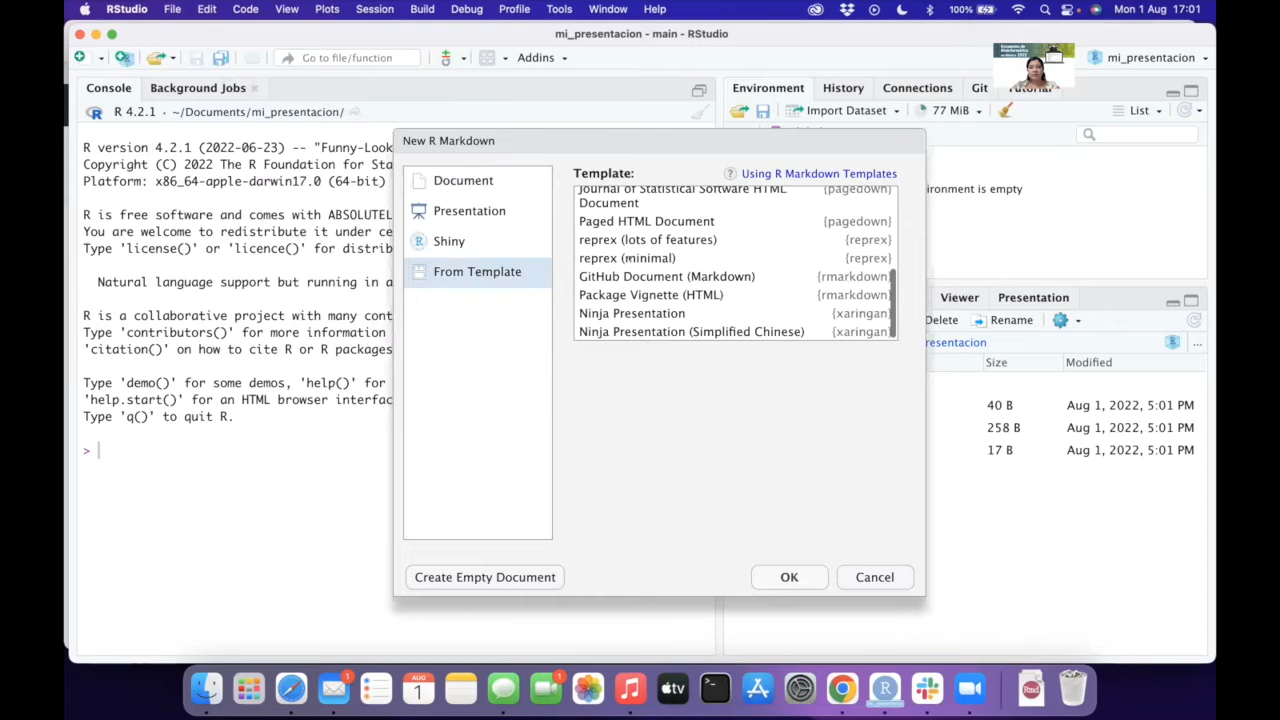 RStudio File Edit Code View Plots Session Build Debug Profile Tools Window Help 100% Mon 1 Aug 17:01
mi_presentacion - main - RStudio
Go to file/function Addins mi_presentacion
Console Background Jobs
R 4.2.1 · ~/Documents/mi_presentacion/
R version 4.2.1 (2022-06-23) -- "Funny-Look
Copyright (C) 2022 The R Foundation for Sta
Platform: x86_64-apple-darwin17.0 (64-bit)
R is free software and comes with ABSOLUTEL
You are welcome to redistribute it under ce
Type 'license()' or 'licence()' for distrib
Natural language support but running in a
R is a collaborative project with many cont
Type 'contributors()' for more information
'citation()' on how to cite R or R packages
Type 'demo()' for some demos, 'help()' for
'help.start()' for an HTML browser interfac
Type 'q()' to quit R.
>
New R Markdown
Document
Presentation
Shiny
From Template
Template: Using R Markdown Templates
Journal of Statistical Software HTML Document {pagedown}
Paged HTML Document {pagedown}
reprex (lots of features) {reprex}
reprex (minimal) {reprex}
GitHub Document (Markdown) {rmarkdown}
Package Vignette (HTML) {rmarkdown}
Ninja Presentation {xaringan}
Ninja Presentation (Simplified Chinese) {xaringan}
Create Empty Document OK Cancel
Environment History Connections Git Tutorial
Import Dataset 77 MiB List
ironment is empty
Viewer Presentation
Delete Rename
presentacion ...
Size Modified
40 B Aug 1, 2022, 5:01 PM
258 B Aug 1, 2022, 5:01 PM
17 B Aug 1, 2022, 5:01 PM
1
AUG
1
1
tv
Rmd